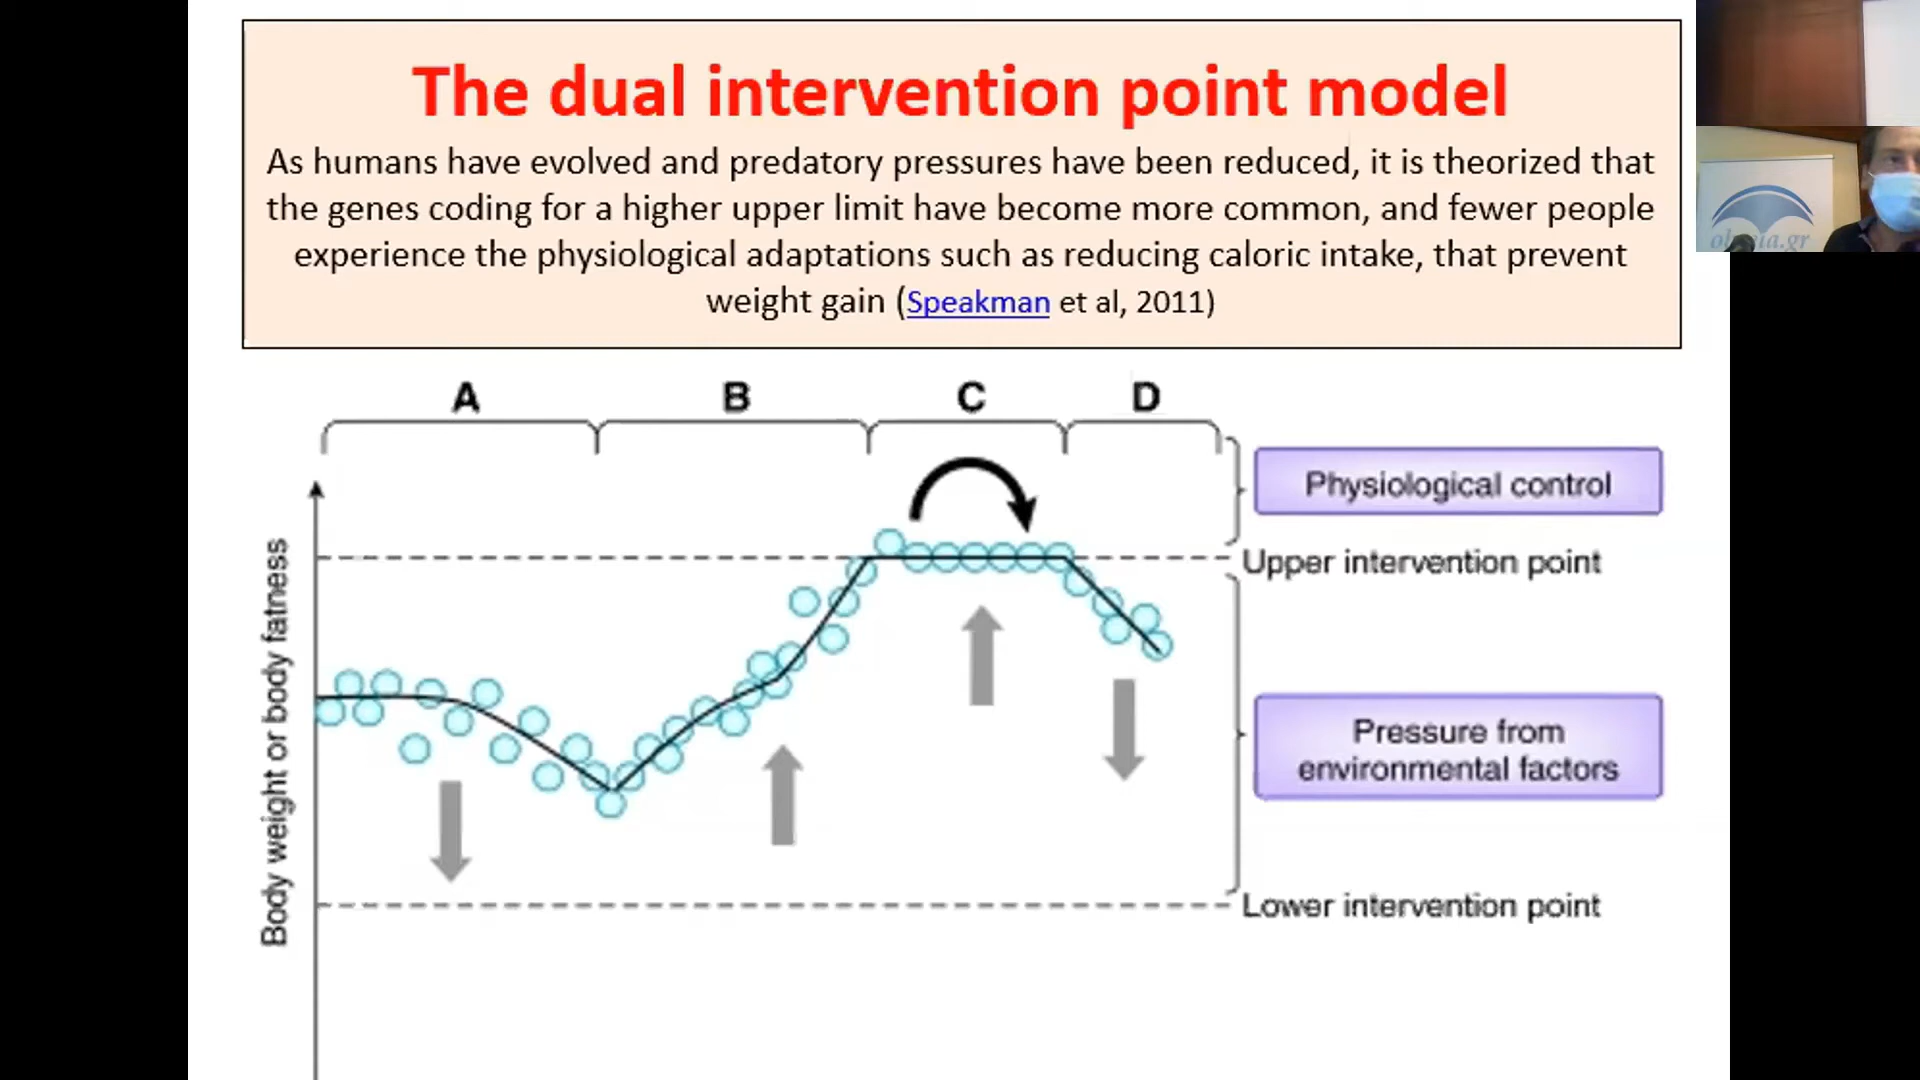 The dual intervention point model
As humans have evolved and predatory pressures have been reduced, it is theorized that
the genes coding for a higher upper limit have become more common, and fewer people
experience the physiological adaptations such as reducing caloric intake, that prevent
weight gain (Speakman et al, 2011)
A B C D
Physiological control
Upper intervention point
Body weight or body fatness
Pressure from
environmental factors
Lower intervention point